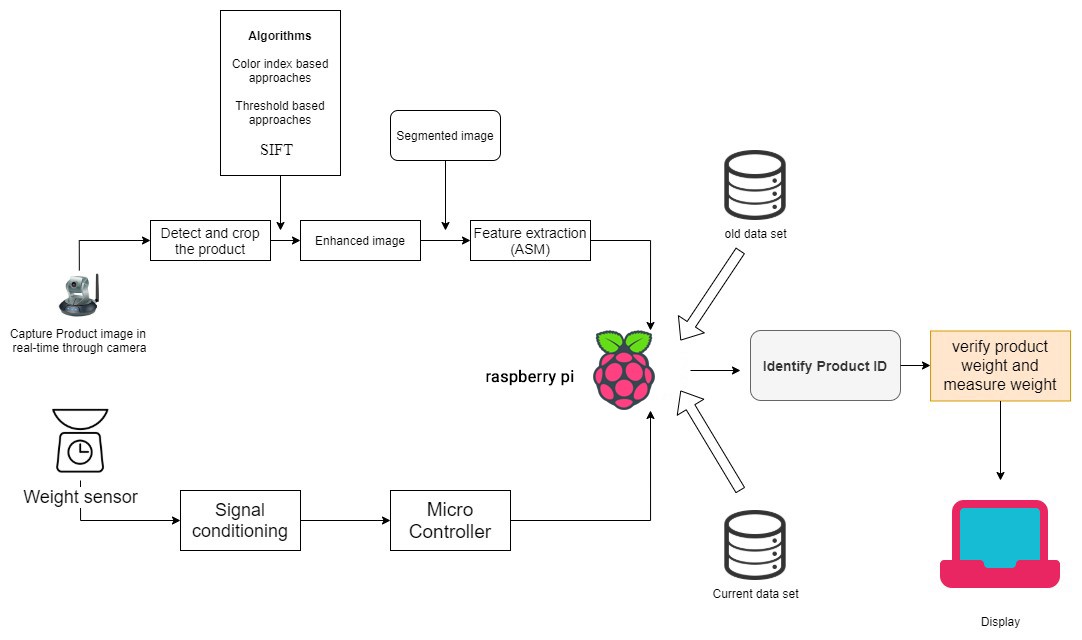 Algorithms
Color index based
approaches
Threshold based
approaches
SIFT
Segmented image
Detect and crop
the product
Enhanced image
Feature extraction
(ASM)
old data set
Capture Product image in
real-time through camera
raspberry pi
Identify Product ID
verify product
weight and
measure weight
Weight sensor
Signal
conditioning
Micro
Controller
Current data set
Display